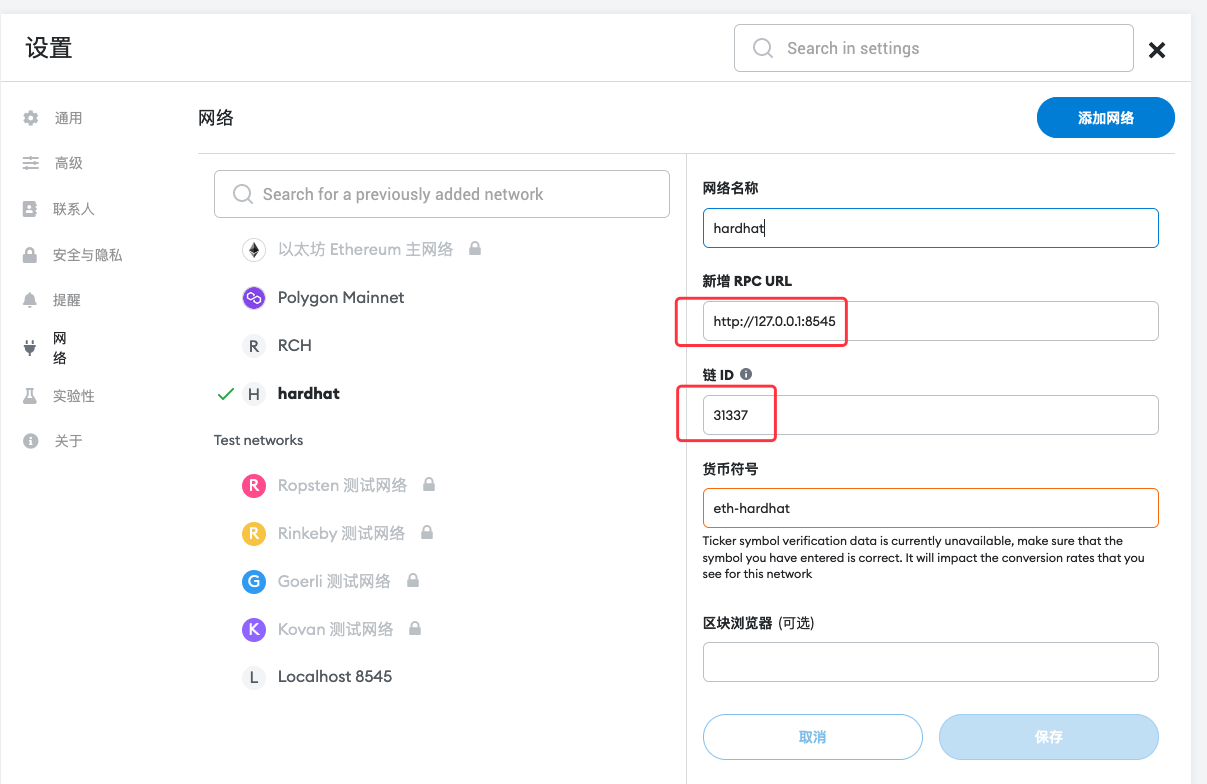 设置
Search in settings
通用
高级
联系人
安全与隐私
提醒
网
络
实验性
关于
网络
添加网络
Search for a previously added network
以太坊 Ethereum 主网络
Polygon Mainnet
R RCH
H hardhat
Test networks
R Ropsten 测试网络
R Rinkeby 测试网络
G Goerli 测试网络
K Kovan 测试网络
L Localhost 8545
网络名称
hardhat
新增 RPC URL
http://127.0.0.1:8545
链 ID
31337
货币符号
eth-hardhat
Ticker symbol verification data is currently unavailable, make sure that the
symbol you have entered is correct. It will impact the conversion rates that you
see for this network
区块浏览器 (可选)
取消
保存